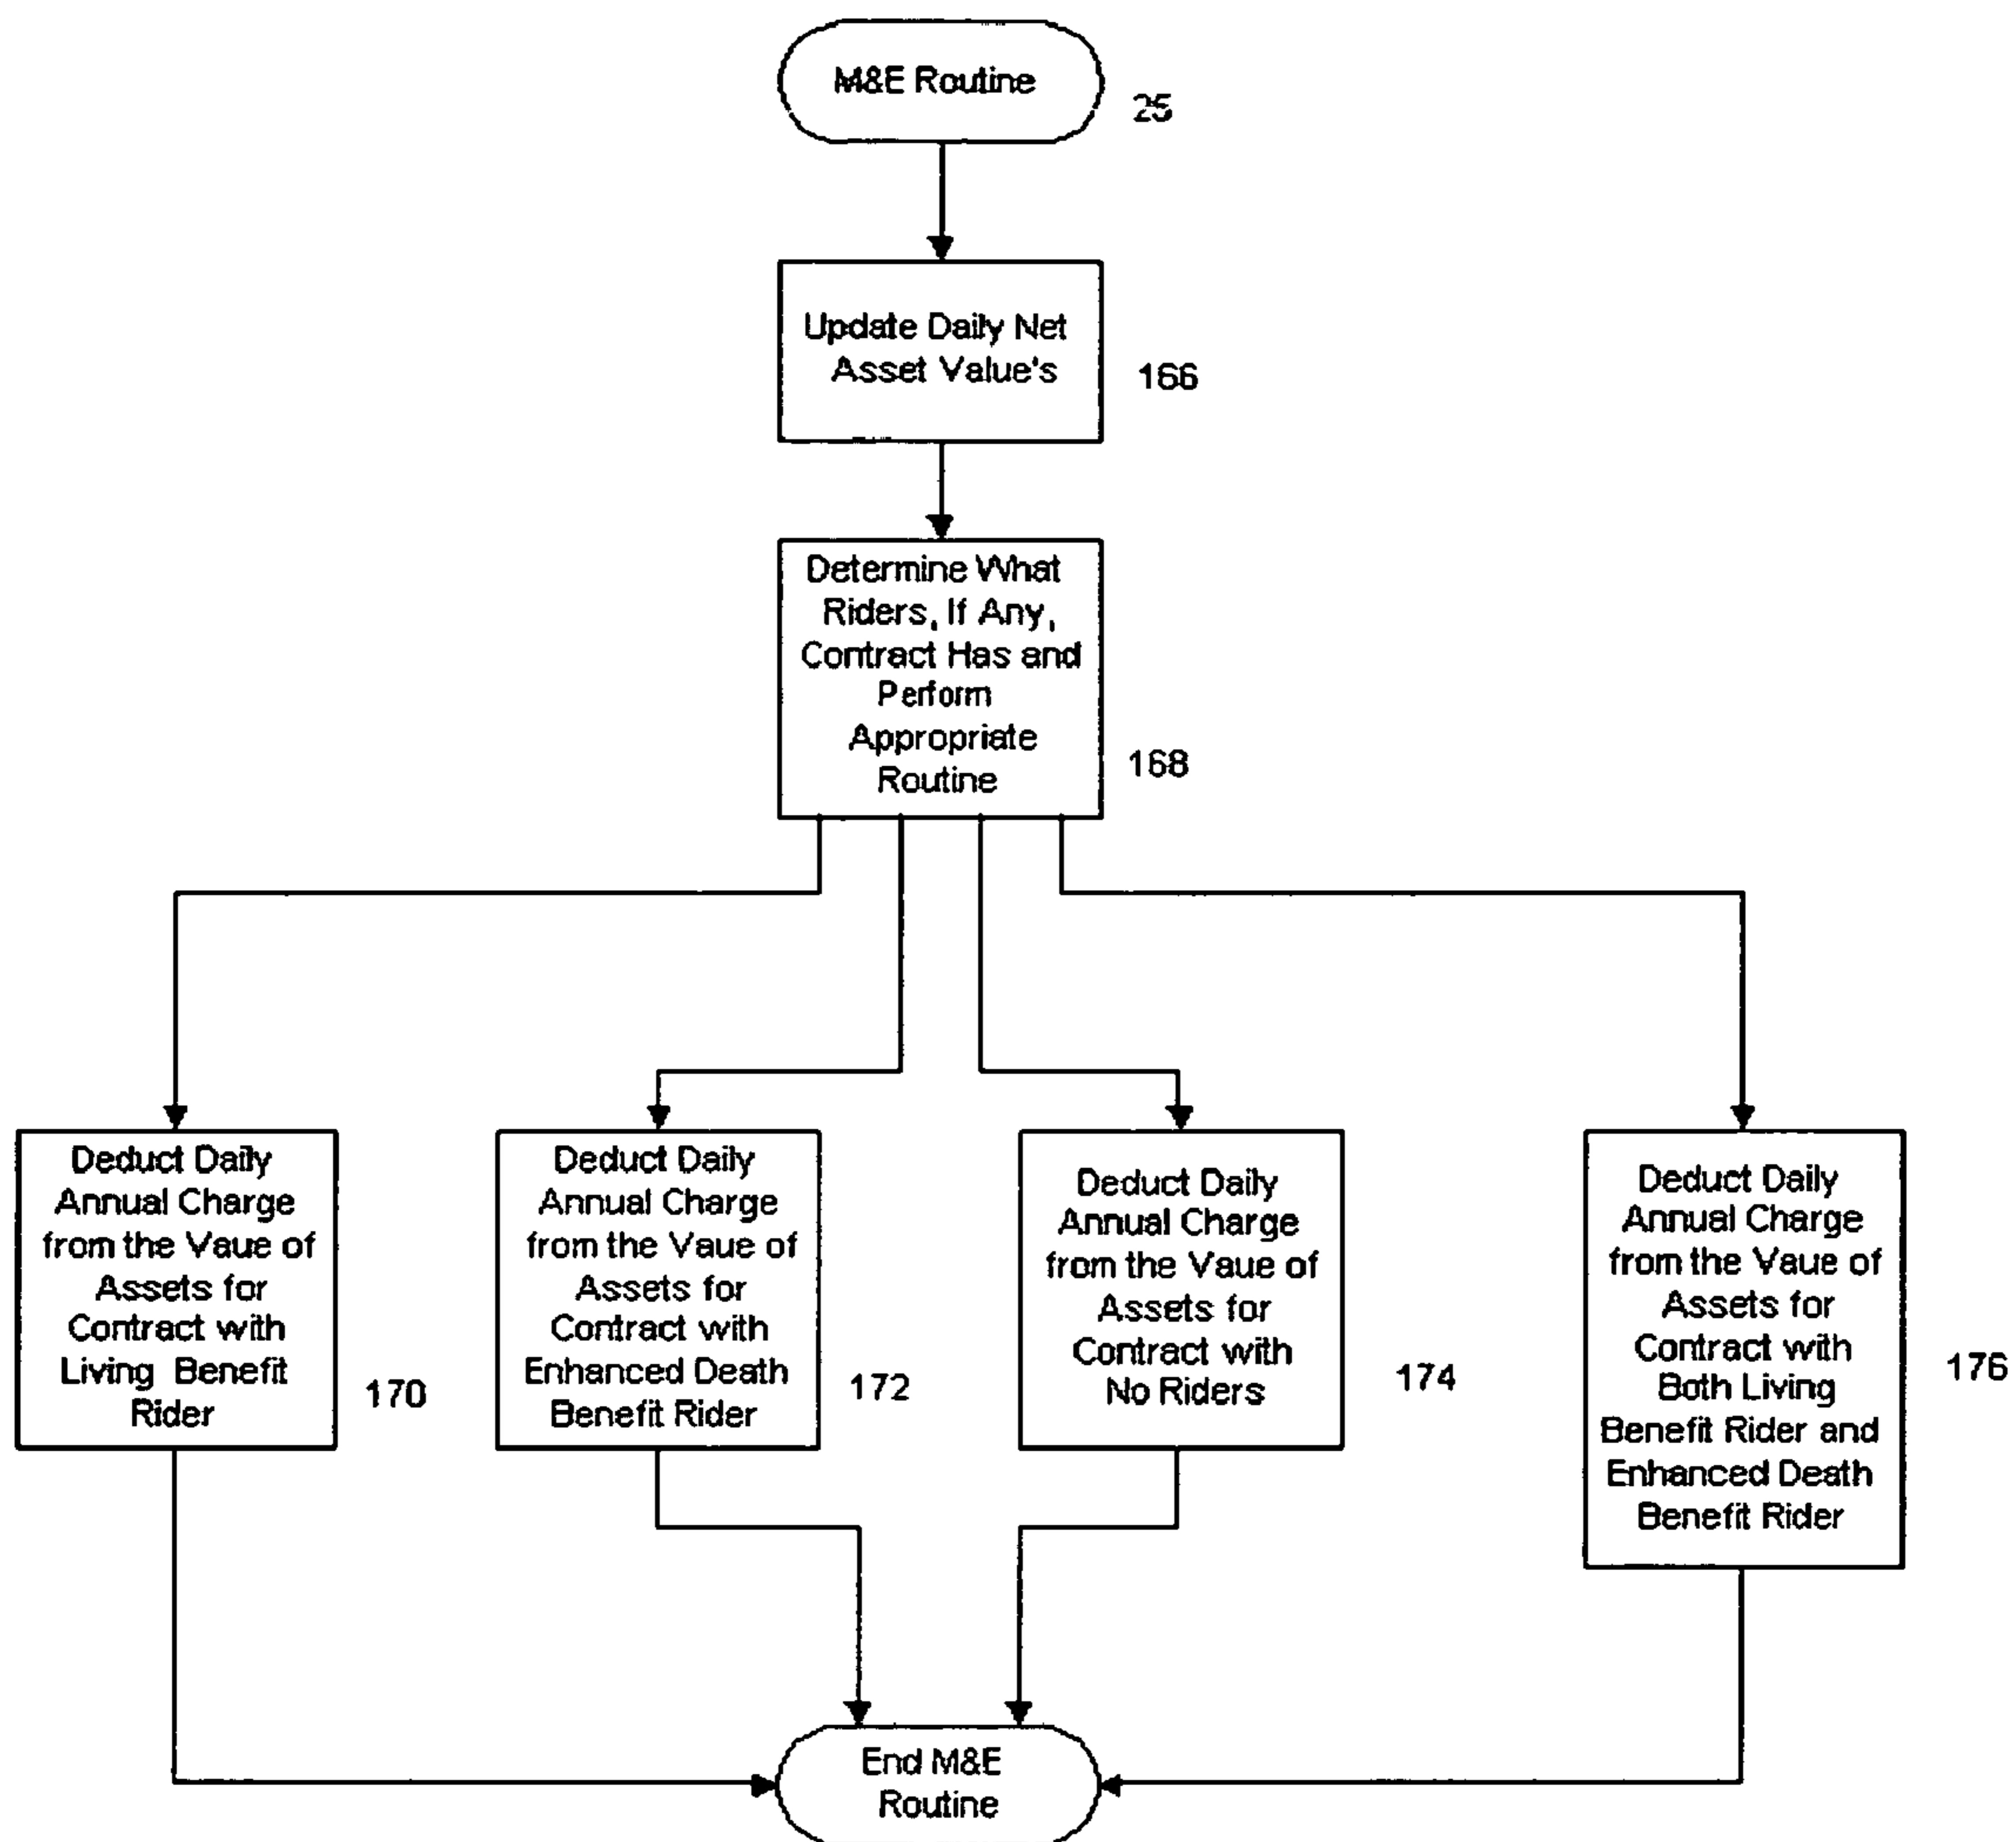 M&E Routine
25
Update Daily Net
Asset Value's
166
Determine What
Riders, If Any,
Contract Has and
Perform
Appropriate
Routine
168
Deduct Daily
Annual Charge
from the Vaue of
Assets for
Contract with
Living Benefit
Rider
170
Deduct Daily
Annual Charge
from the Vaue of
Assets for
Contract with
Enhanced Death
Benefit Rider
172
Deduct Daily
Annual Charge
from the Vaue of
Assets for
Contract with
No Riders
174
Deduct Daily
Annual Charge
from the Vaue of
Assets for
Contract with
Both Living
Benefit Rider and
Enhanced Death
Benefit Rider
176
End M&E
Routine